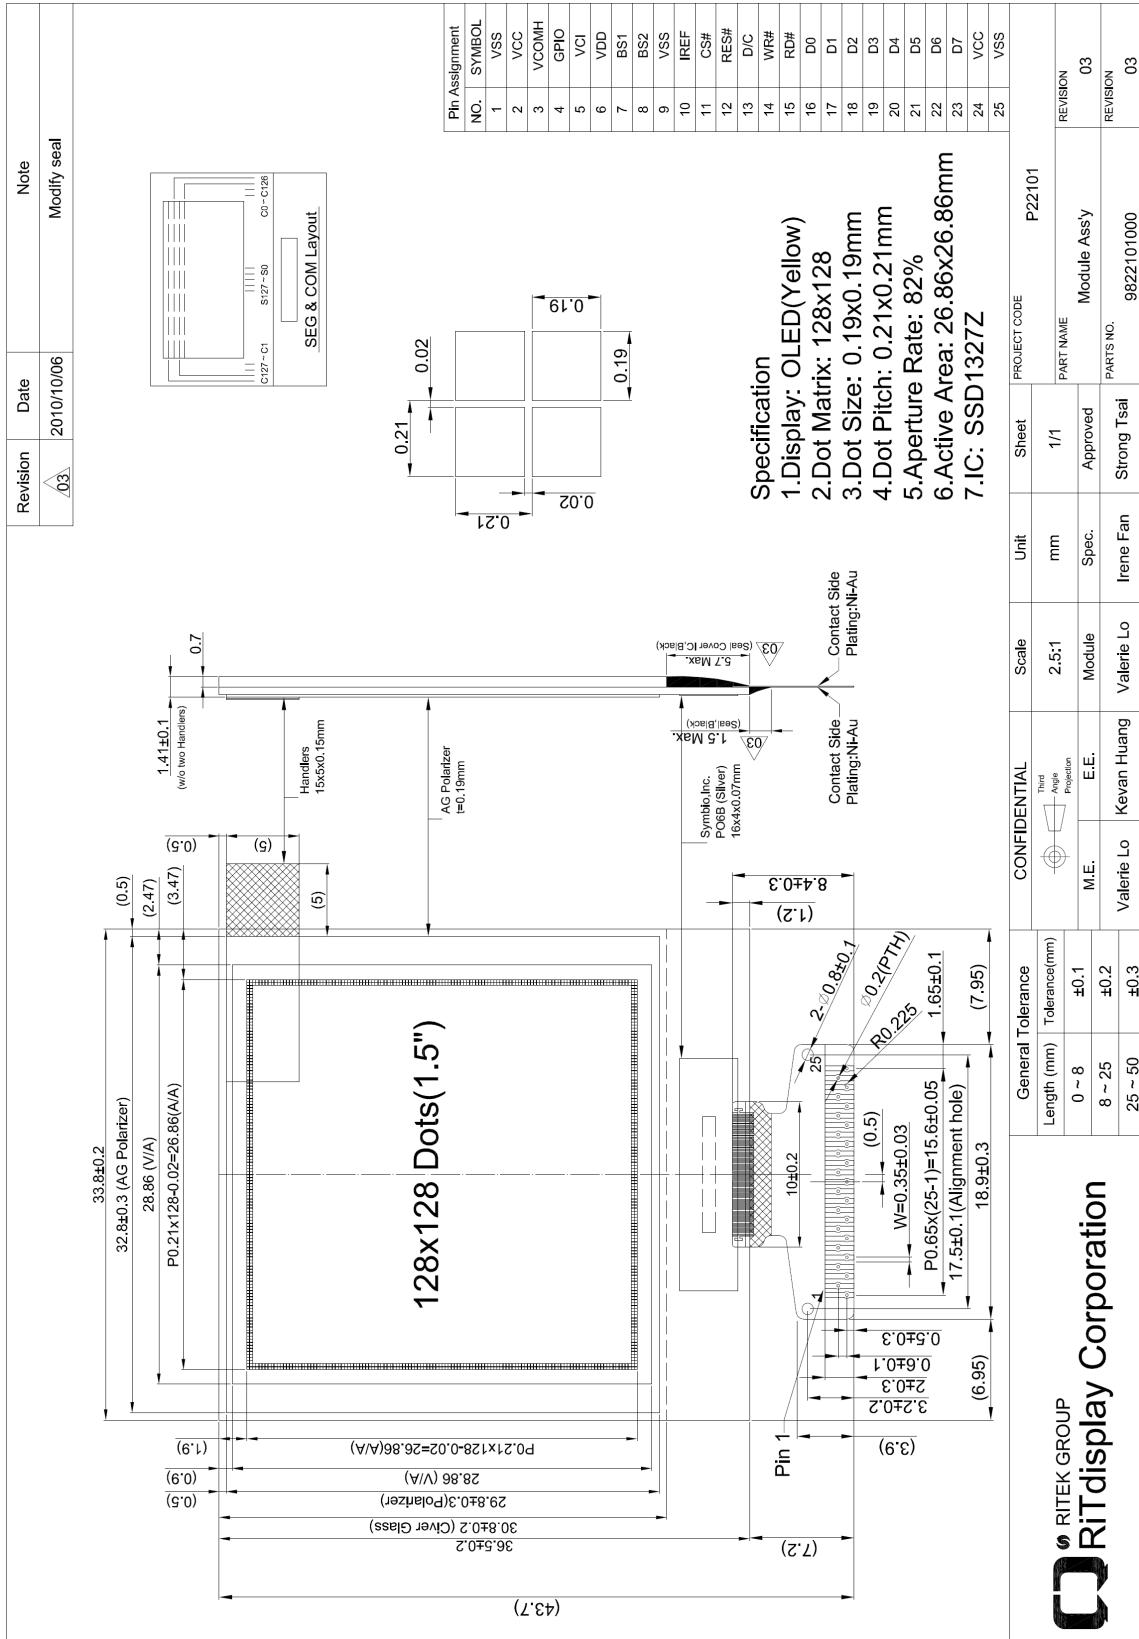 Revision Date Note
03 2010/10/06 Modify seal
C127 ~ C1 S127 ~ S0 C0 ~ C126
SEG & COM Layout
Pin Assignment
NO. SYMBOL
1 VSS
2 VCC
3 VCOMH
4 GPIO
5 VCI
6 VDD
7 BS1
8 BS2
9 VSS
10 IREF
11 CS#
12 RES#
13 D/C
14 WR#
15 RD#
16 D0
17 D1
18 D2
19 D3
20 D4
21 D5
22 D6
23 D7
24 VCC
25 VSS
33.8±0.2
32.8±0.3 (AG Polarizer)
28.86 (V/A)
P0.21x128-0.02=26.86(A/A)
(0.5)
(2.47)
(3.47)
(0.5)
(5)
(5)
128x128 Dots(1.5")
(1.9)
(0.9)
(0.5)
P0.21x128-0.02=26.86(A/A)
28.86 (V/A)
29.8±0.3(Polarizer)
30.8±0.2 (Civer Glass)
36.5±0.2
(43.7)
(7.2)
1.41±0.1
(w/o two Handlers)
0.7
Handlers
15x5x0.15mm
AG Polarizer
t=0.19mm
Symbio,Inc.
PO6B (Silver)
16x4x0.07mm
1.5 Max.
(Seal,Black)
03
5.7 Max.
(Seal Cover IC,Black)
03
Contact Side
Plating:Ni-Au
Contact Side
Plating:Ni-Au
8.4±0.3
(1.2)
2-∅0.8±0.1
∅0.2(PTH)
R0.225
1.65±0.1
(7.95)
10±0.2
1
25
(0.5)
W=0.35±0.03
P0.65x(25-1)=15.6±0.05
17.5±0.1(Alignment hole)
18.9±0.3
0.5±0.3
0.6±0.1
2±0.3
3.2±0.2
(3.9)
(6.95)
Pin 1
0.21
0.02
0.21
0.02
0.19
0.19
Specification
1.Display: OLED(Yellow)
2.Dot Matrix: 128x128
3.Dot Size: 0.19x0.19mm
4.Dot Pitch: 0.21x0.21mm
5.Aperture Rate: 82%
6.Active Area: 26.86x26.86mm
7.IC: SSD1327Z
RITEK GROUP
RiTdisplay Corporation
General Tolerance
Length (mm) Tolerance(mm)
0 ~ 8 ±0.1
8 ~ 25 ±0.2
25 ~ 50 ±0.3
CONFIDENTIAL
Third
Angle
Projection
Scale Unit Sheet
2.5:1 mm 1/1
M.E. E.E. Module Spec. Approved
Valerie Lo Kevan Huang Valerie Lo Irene Fan Strong Tsai
PROJECT CODE
P22101
PART NAME
Module Ass'y
REVISION
03
PARTS NO.
9822101000
REVISION
03